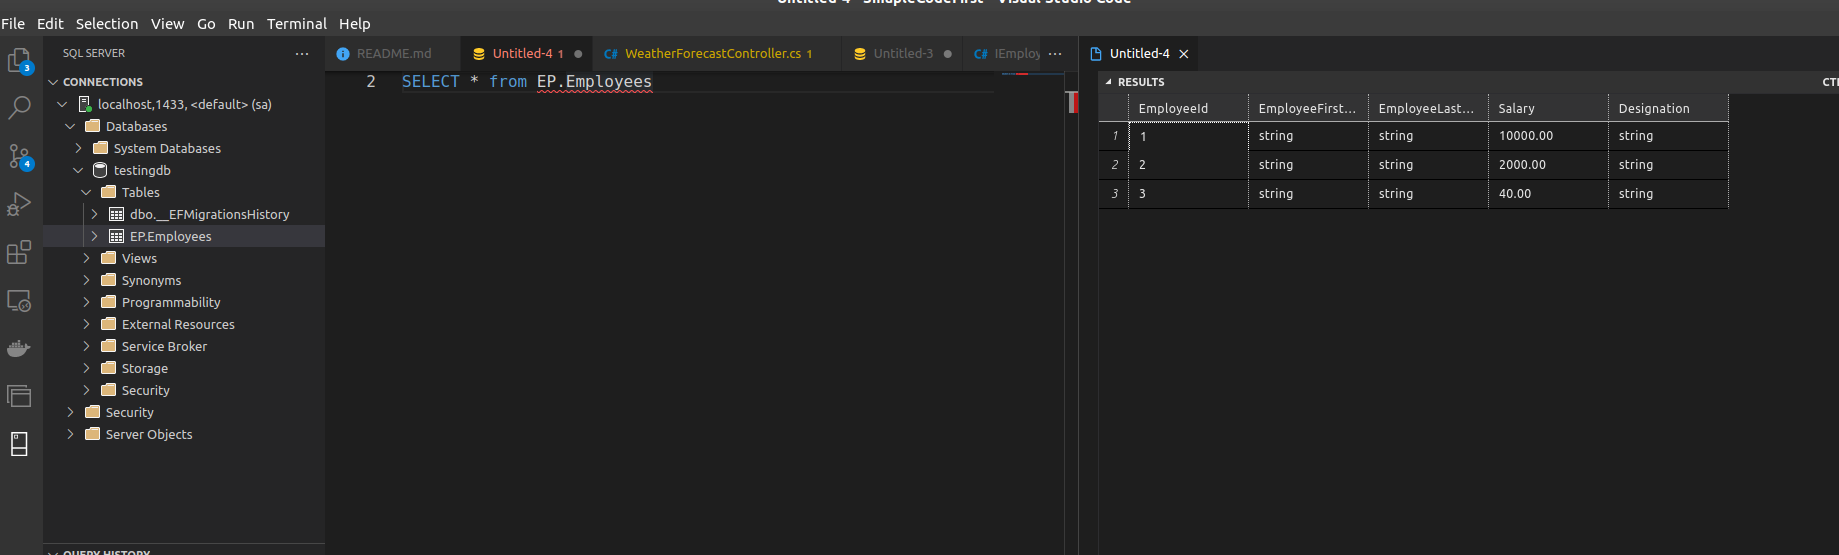 File Edit Selection View Go Run Terminal Help
SQL SERVER ...
README.md
Untitled-4 1
C# WeatherForecastController.cs 1
Untitled-3
C# IEmploy
...
Untitled-4
3
4
CONNECTIONS
localhost,1433, <default> (sa)
Databases
System Databases
testingdb
Tables
dbo.__EFMigrationsHistory
EP.Employees
Views
Synonyms
Programmability
External Resources
Service Broker
Storage
Security
Security
Server Objects
QUERY HISTORY
2 SELECT * from EP.Employees
RESULTS
EmployeeId EmployeeFirst... EmployeeLast... Salary Designation
1 1 string string 10000.00 string
2 2 string string 2000.00 string
3 3 string string 40.00 string